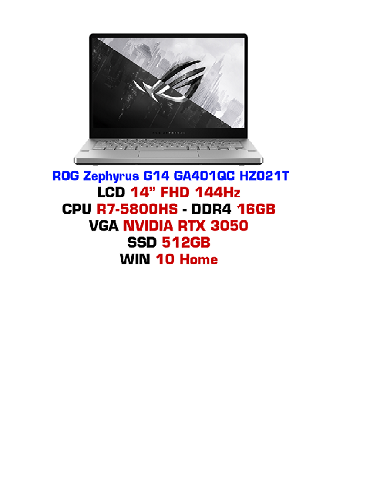 ROG Zephyrus G14 GA401QC HZ021T
LCD 14" FHD 144Hz
CPU R7-5800HS - DDR4 16GB
VGA NVIDIA RTX 3050
SSD 512GB
WIN 10 Home